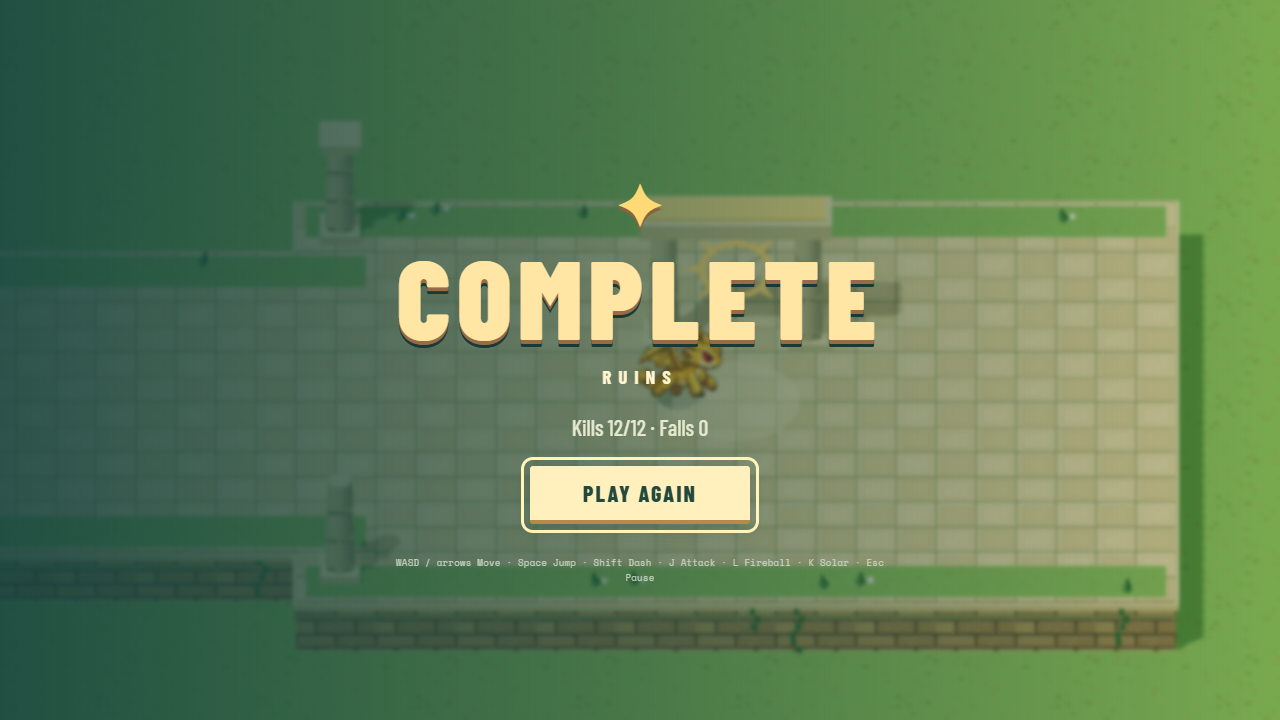 COMPLETE
RUINS
Kills 12/12 · Falls 0
PLAY AGAIN
WASD / arrows Move · Space Jump · Shift Dash · J Attack · L Fireball · K Solar · Esc
Pause